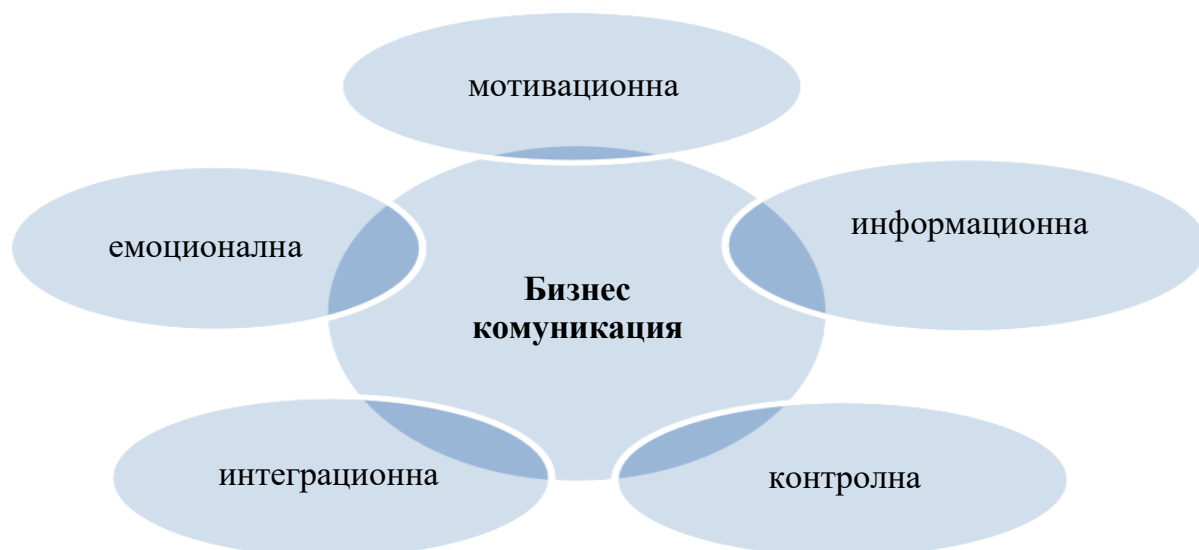 мотивационна
информационна
емоционална
Бизнес
комуникация
интеграционна
контролна